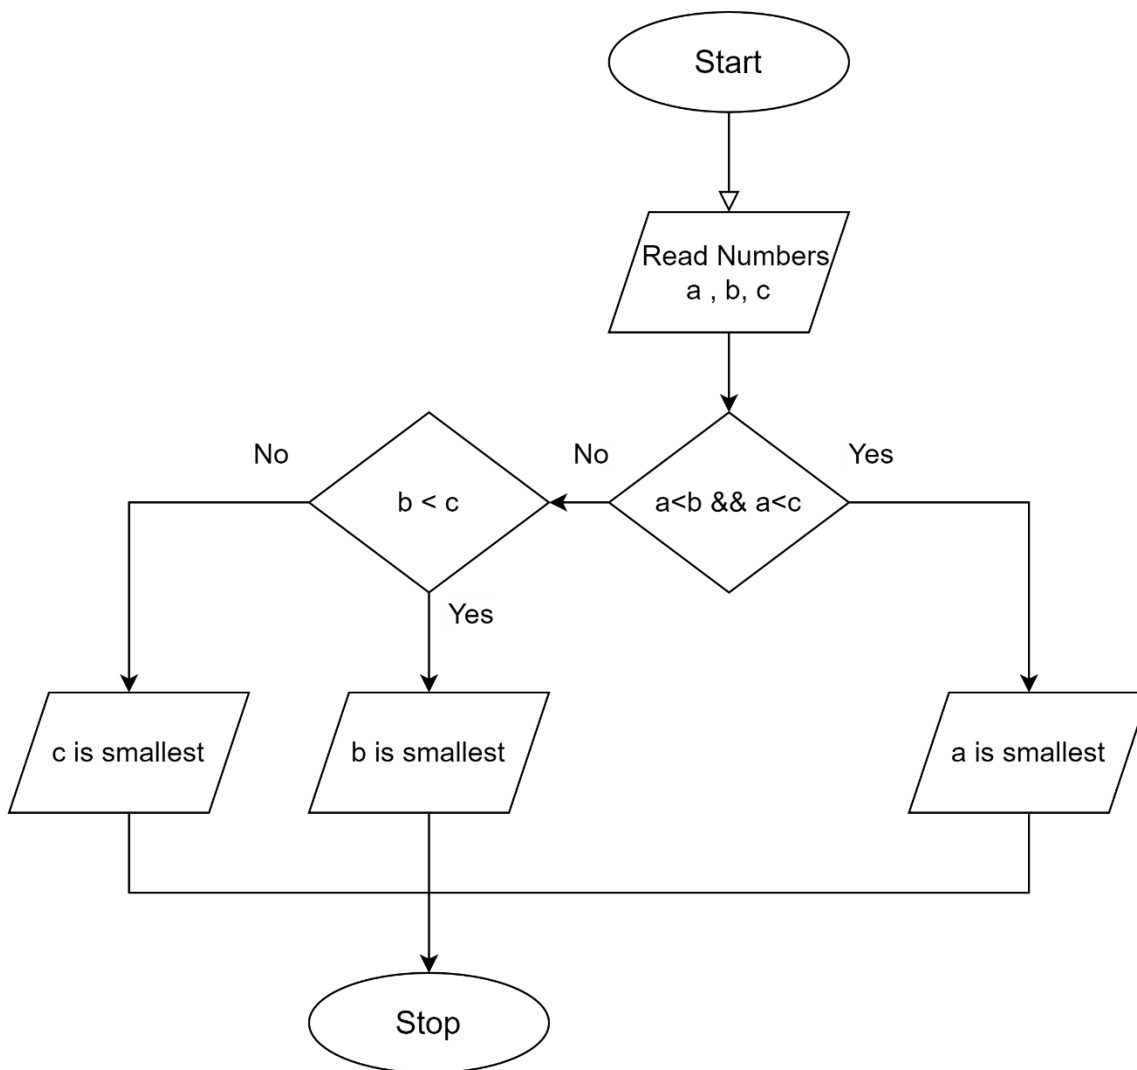 Start
Read Numbers
a , b, c
No
No
Yes
b < c
a<b && a<c
Yes
c is smallest
b is smallest
a is smallest
Stop